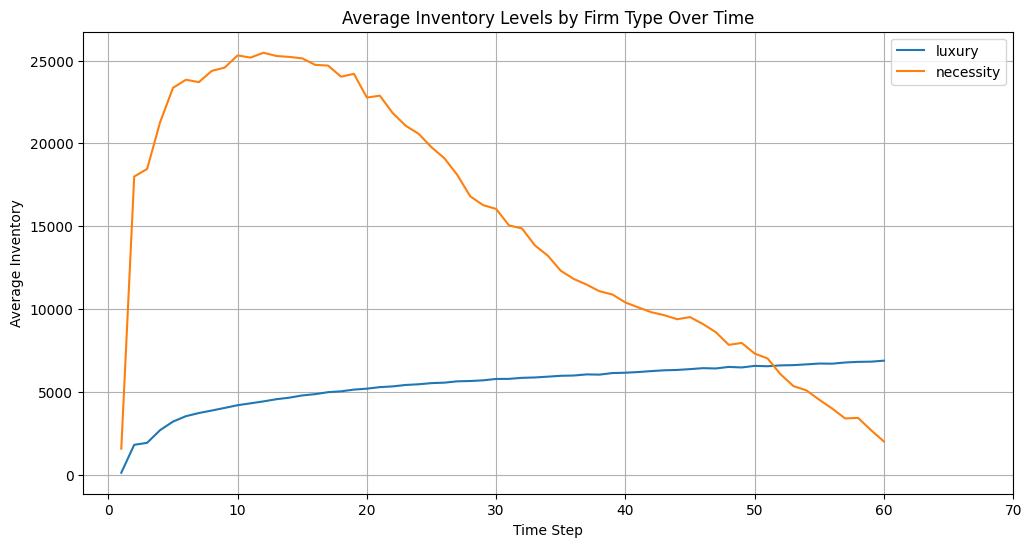 Average Inventory Levels by Firm Type Over Time
luxury
necessity
Average Inventory
25000
20000
15000
10000
5000
0
0 10 20 30 40 50 60 70
Time Step